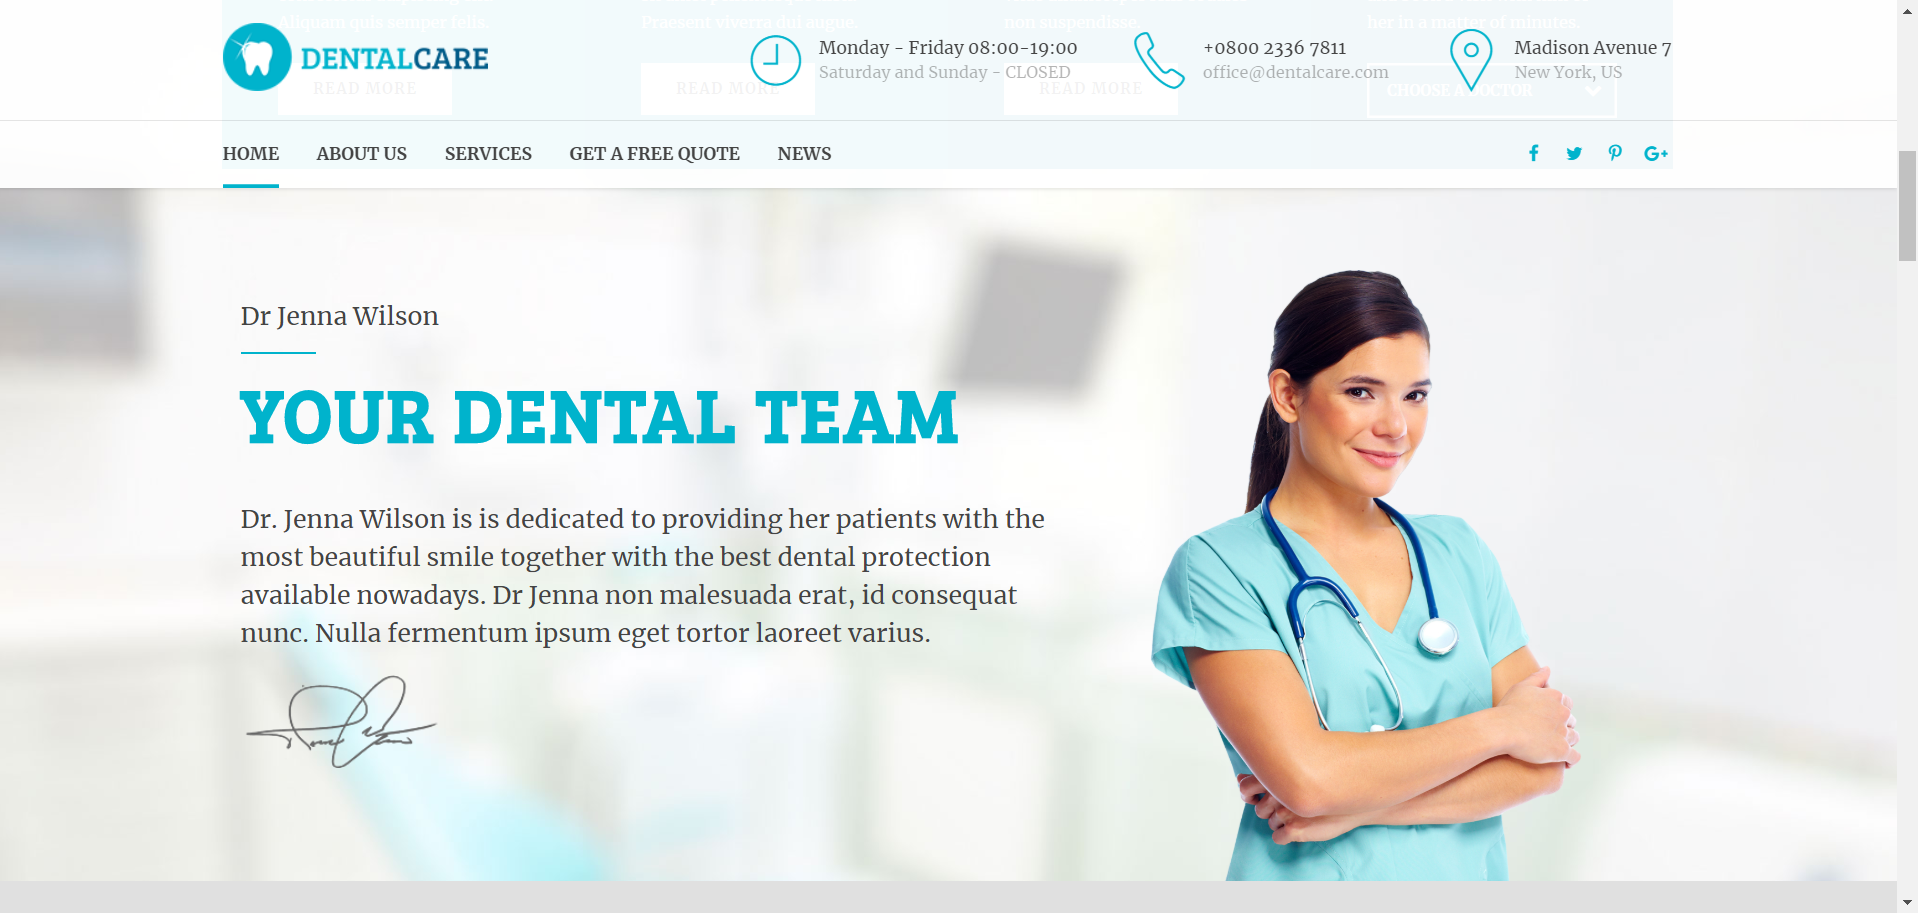 Aliquam quis semper felis.
Praesent viverra dui augue.
non suspendisse.
her in a matter of minutes.
DENTALCARE
Monday - Friday 08:00-19:00
Saturday and Sunday - CLOSED
+0800 2336 7811
office@dentalcare.com
Madison Avenue 7
New York, US
READ MORE
READ MORE
READ MORE
CHOOSE A DOCTOR
HOME
ABOUT US
SERVICES
GET A FREE QUOTE
NEWS
Dr Jenna Wilson
YOUR DENTAL TEAM
Dr. Jenna Wilson is is dedicated to providing her patients with the
most beautiful smile together with the best dental protection
available nowadays. Dr Jenna non malesuada erat, id consequat
nunc. Nulla fermentum ipsum eget tortor laoreet varius.